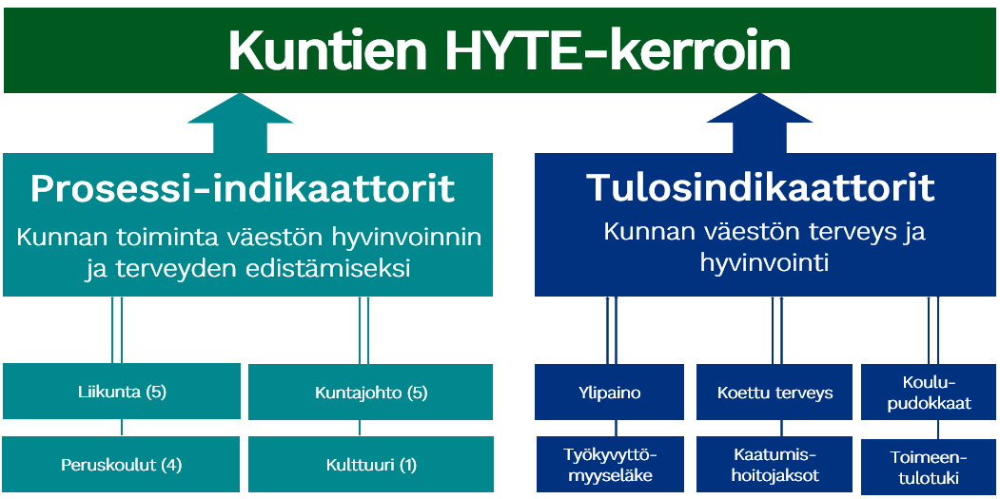 Kuntien HYTE-kerroin
Prosessi-indikaattorit
Kunnan toiminta väestön hyvinvoinnin
ja terveyden edistämiseksi
Tulosindikaattorit
Kunnan väestön terveys ja
hyvinvointi
Liikunta (5)
Kuntajohto (5)
Peruskoulut (4)
Kulttuuri (1)
Ylipaino
Koettu terveys
Koulu-
pudokkaat
Työkyvyttö-
myyseläke
Kaatumis-
hoitojaksot
Toimeen-
tulotuki